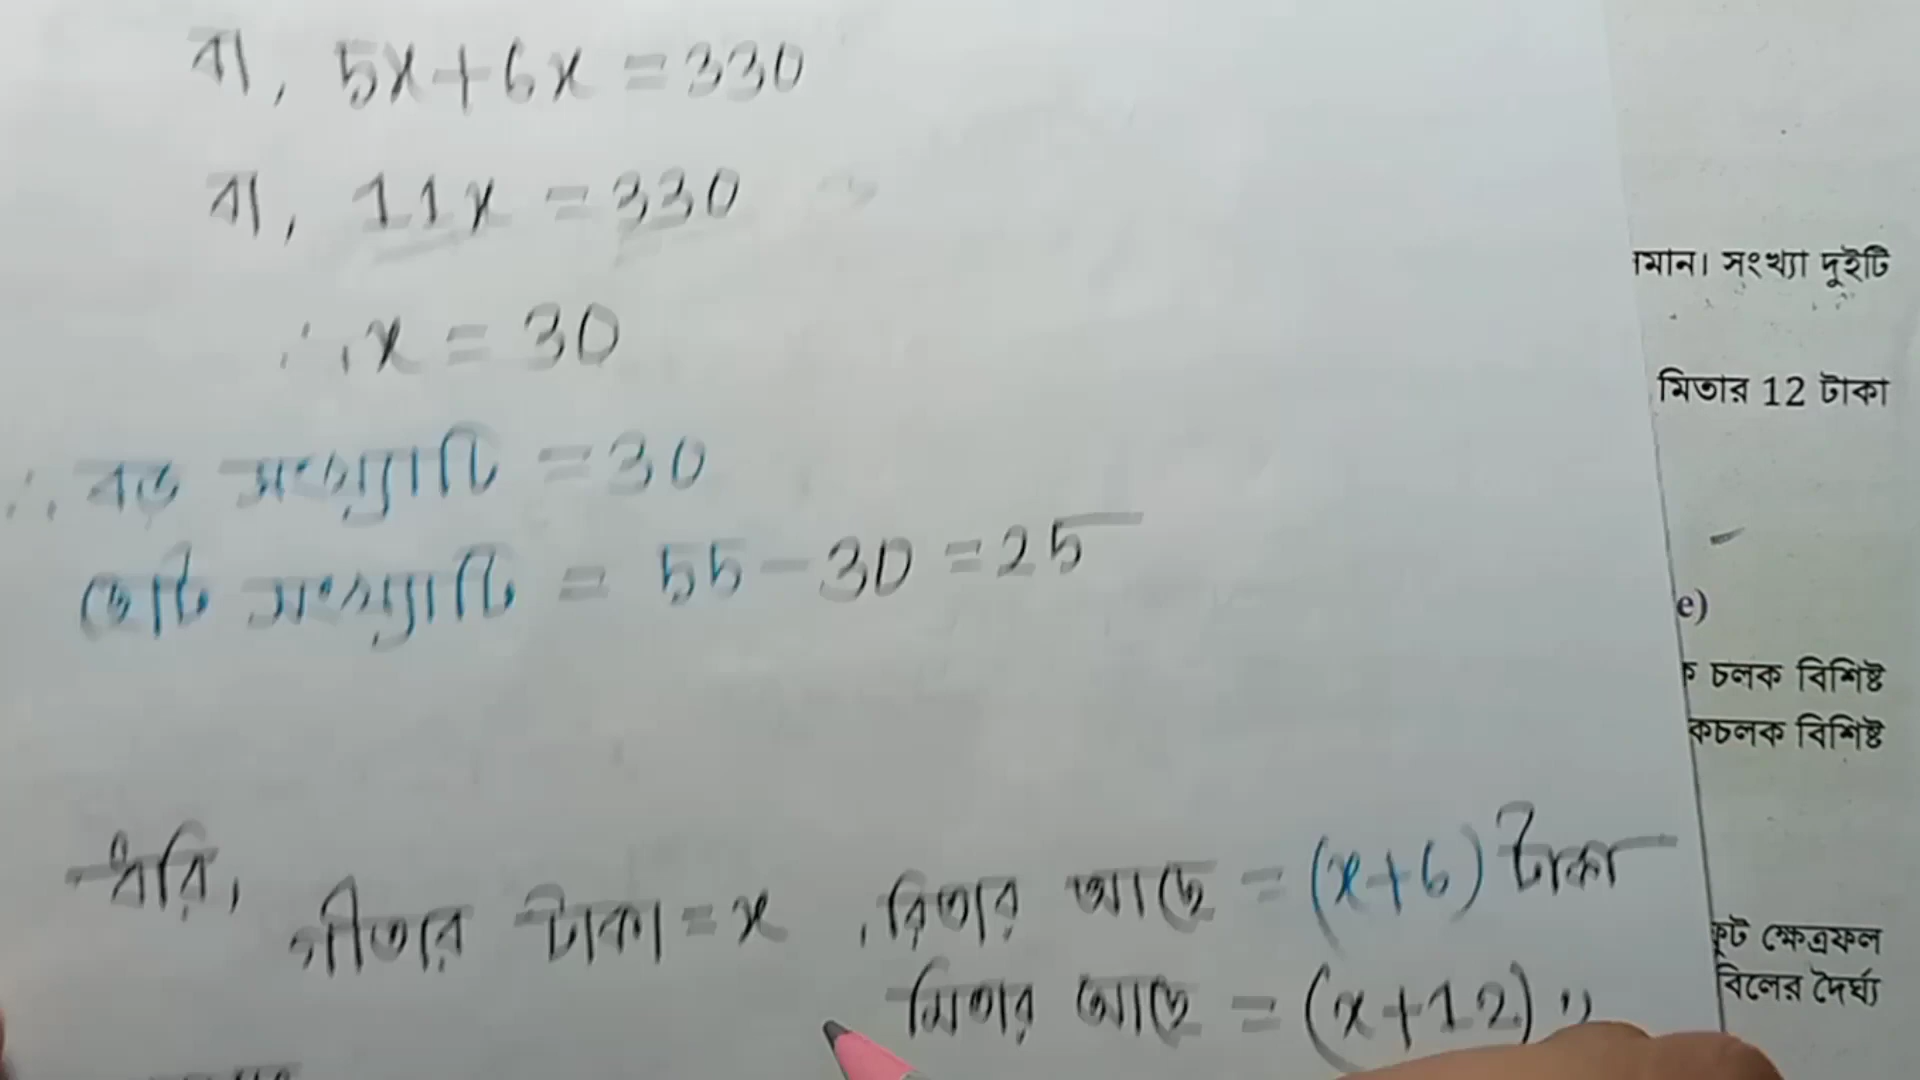 বা, 5x+6x=330
বা, 11x=330
∴ x=30
∴ বড় সংখ্যাটি =30
ছোট সংখ্যাটি = 55-30=25
ধরি,
গীতার টাকা=x, রিতার আছে =(x+6) টাকা
মিতার আছে =(x+12) "
মান। সংখ্যা দুইটি
মিতার 12 টাকা
e)
চলক বিশিষ্ট
কচলক বিশিষ্ট
ক্ষেত্রফল
বিলের দৈর্ঘ্য